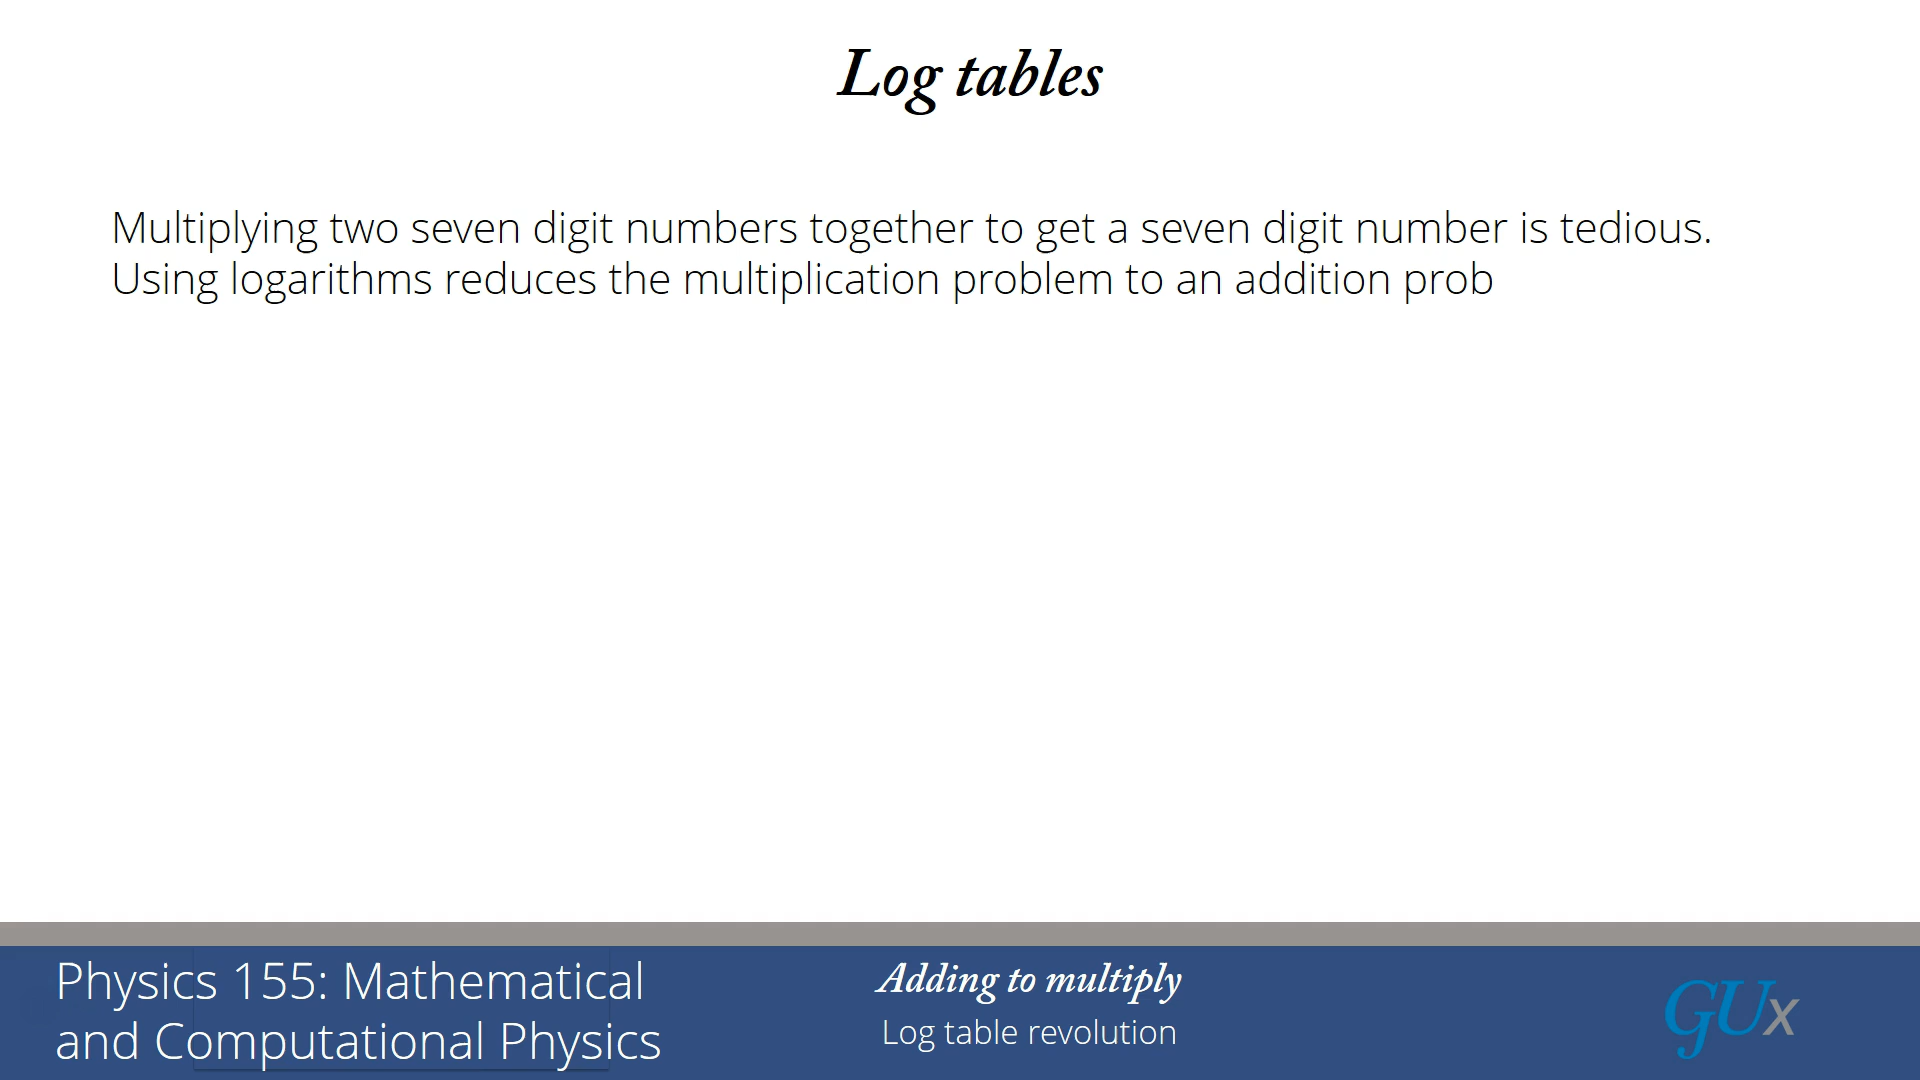 Log tables
Multiplying two seven digit numbers together to get a seven digit number is tedious.
Using logarithms reduces the multiplication problem to an addition prob
Physics 155: Mathematical
and Computational Physics
Adding to multiply
Log table revolution
GUx